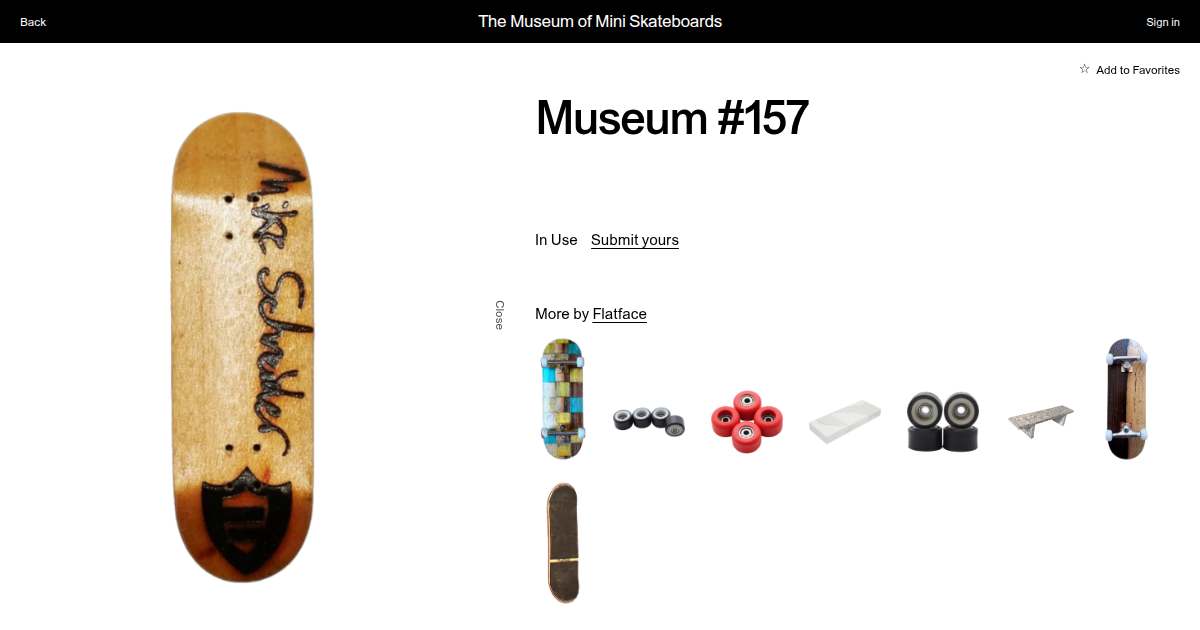 Back
The Museum of Mini Skateboards
Sign in
☆ Add to Favorites
Museum #157
In Use Submit yours
Close
More by Flatface
Mike Schneider